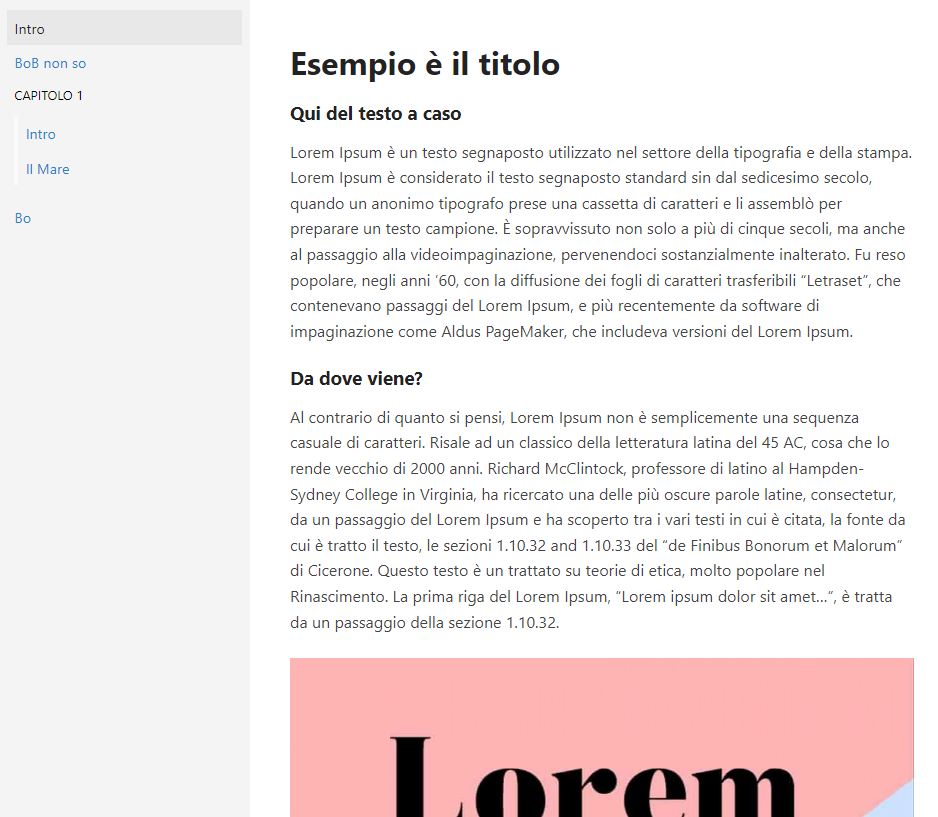 Intro
BoB non so
CAPITOLO 1
Intro
Il Mare
Bo
Esempio è il titolo
Qui del testo a caso
Lorem Ipsum è un testo segnaposto utilizzato nel settore della tipografia e della stampa.
Lorem Ipsum è considerato il testo segnaposto standard sin dal sedicesimo secolo,
quando un anonimo tipografo prese una cassetta di caratteri e li assemblò per
preparare un testo campione. È sopravvissuto non solo a più di cinque secoli, ma anche
al passaggio alla videoimpaginazione, pervenendoci sostanzialmente inalterato. Fu reso
popolare, negli anni ’60, con la diffusione dei fogli di caratteri trasferibili “Letraset”, che
contenevano passaggi del Lorem Ipsum, e più recentemente da software di
impaginazione come Aldus PageMaker, che includeva versioni del Lorem Ipsum.
Da dove viene?
Al contrario di quanto si pensi, Lorem Ipsum non è semplicemente una sequenza
casuale di caratteri. Risale ad un classico della letteratura latina del 45 AC, cosa che lo
rende vecchio di 2000 anni. Richard McClintock, professore di latino al Hampden-
Sydney College in Virginia, ha ricercato una delle più oscure parole latine, consectetur,
da un passaggio del Lorem Ipsum e ha scoperto tra i vari testi in cui è citata, la fonte da
cui è tratto il testo, le sezioni 1.10.32 and 1.10.33 del “de Finibus Bonorum et Malorum”
di Cicerone. Questo testo è un trattato su teorie di etica, molto popolare nel
Rinascimento. La prima riga del Lorem Ipsum, “Lorem ipsum dolor sit amet…”, è tratta
da un passaggio della sezione 1.10.32.
Lorem